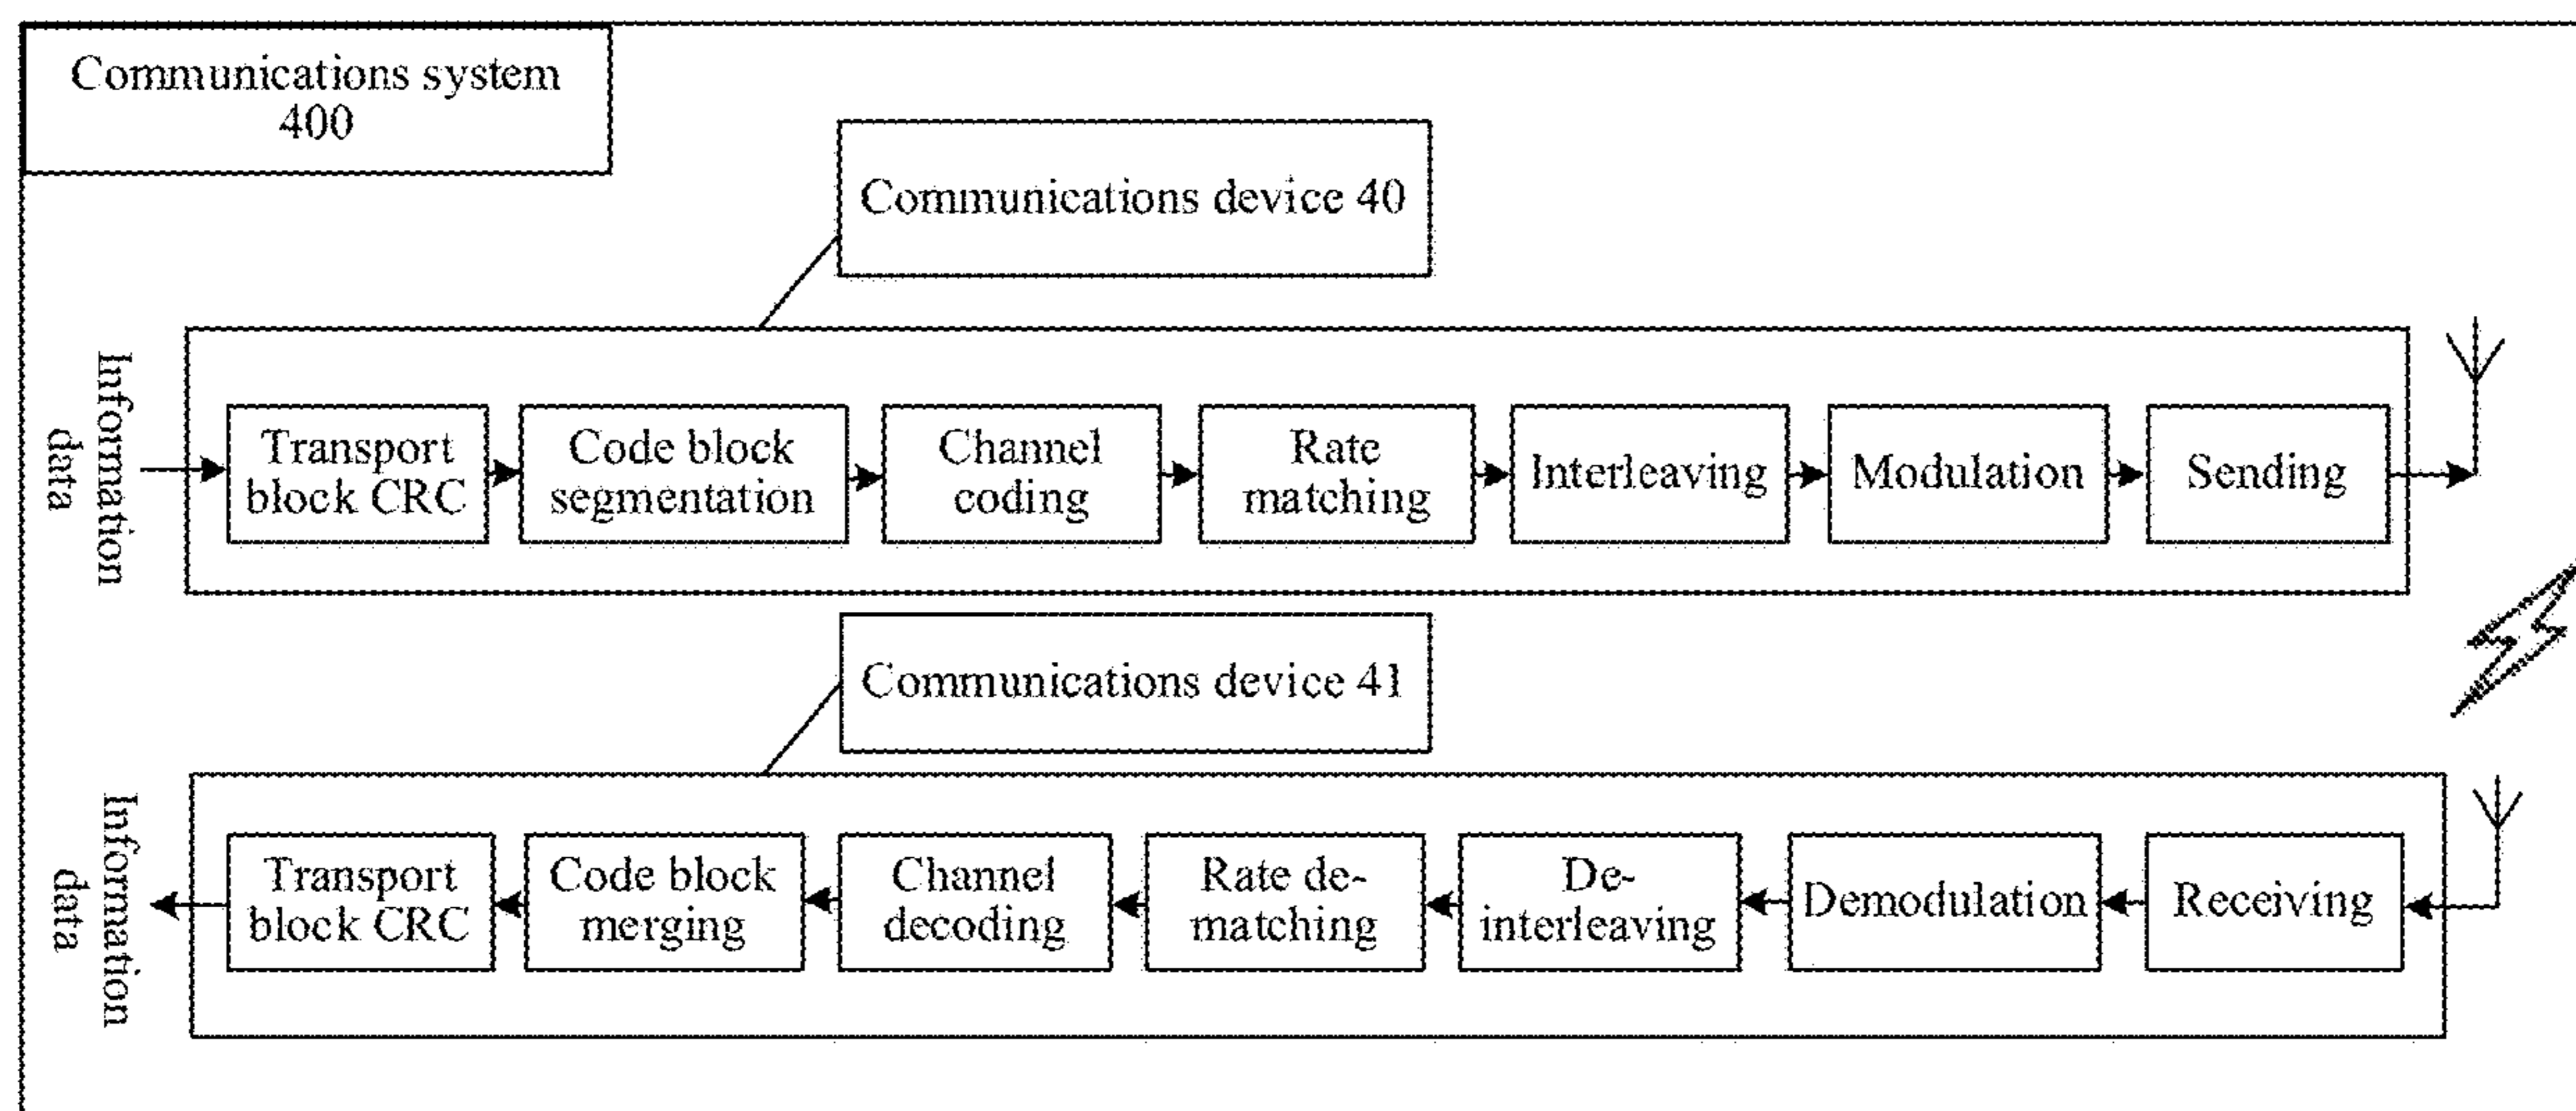 Communications system
400
Communications device 40
Information
data
Transport
block CRC
Code block
segmentation
Channel
coding
Rate
matching
Interleaving
Modulation
Sending
Communications device 41
Information
data
Transport
block CRC
Code block
merging
Channel
decoding
Rate de-
matching
De-
interleaving
Demodulation
Receiving